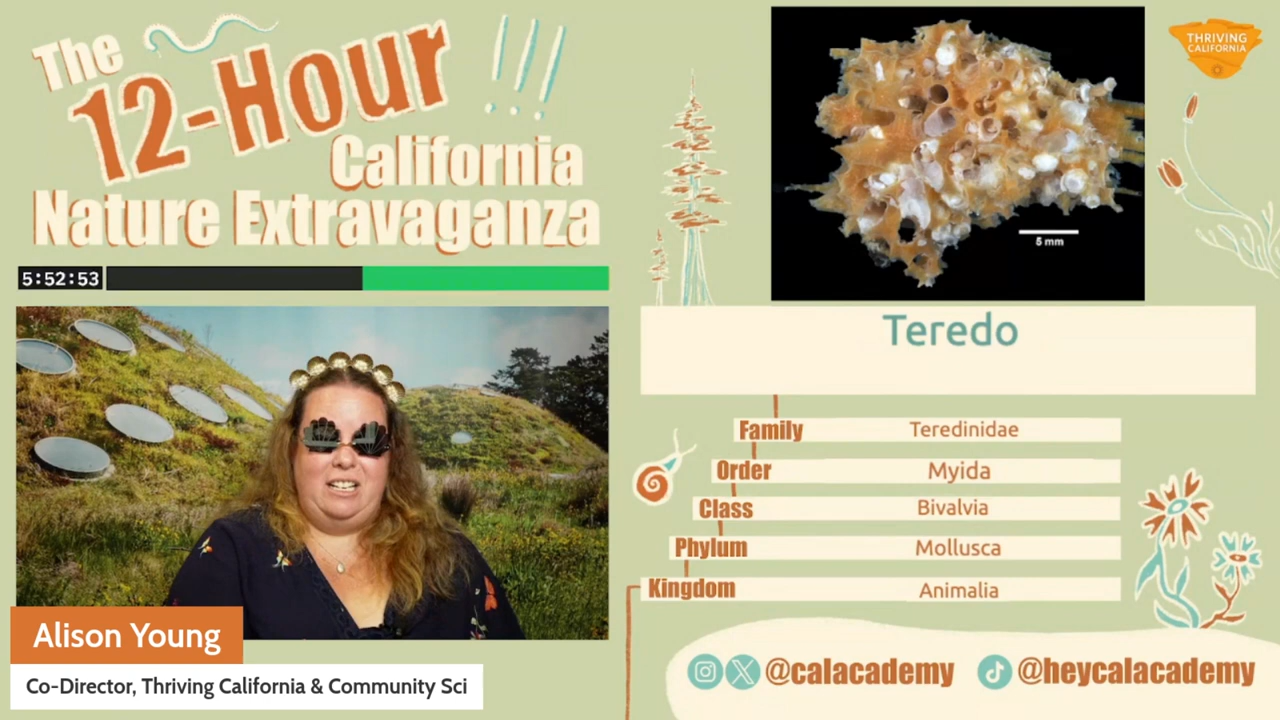 The
12-Hour !!!
California
Nature Extravaganza
5:52:53
Alison Young
Co-Director, Thriving California & Community Sci
5 mm
THRIVING
CALIFORNIA
Teredo
Family Teredinidae
Order Myida
Class Bivalvia
Phylum Mollusca
Kingdom Animalia
@calacademy @heycalacademy